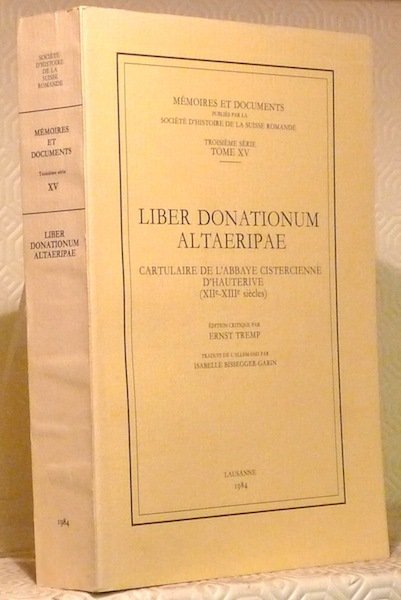 SOCIÉTÉ
D'HISTOIRE
DE LA
SUISSE
ROMANDE
MÉMOIRES
ET
DOCUMENTS
Troisième série
XV
LIBER
DONATIONUM
ALTAERIPAE
1984
MÉMOIRES ET DOCUMENTS
PUBLIÉS PAR LA
SOCIÉTÉ D'HISTOIRE DE LA SUISSE ROMANDE
TROISIÈME SÉRIE
TOME XV
LIBER DONATIONUM
ALTAERIPAE
CARTULAIRE DE L'ABBAYE CISTERCIENNE
D'HAUTERIVE
(XIIe-XIIIe siècles)
ÉDITION CRITIQUE PAR
ERNST TREMP
TRADUIT DE L'ALLEMAND PAR
ISABELLE BISSEGGER-GARIN
LAUSANNE
1984